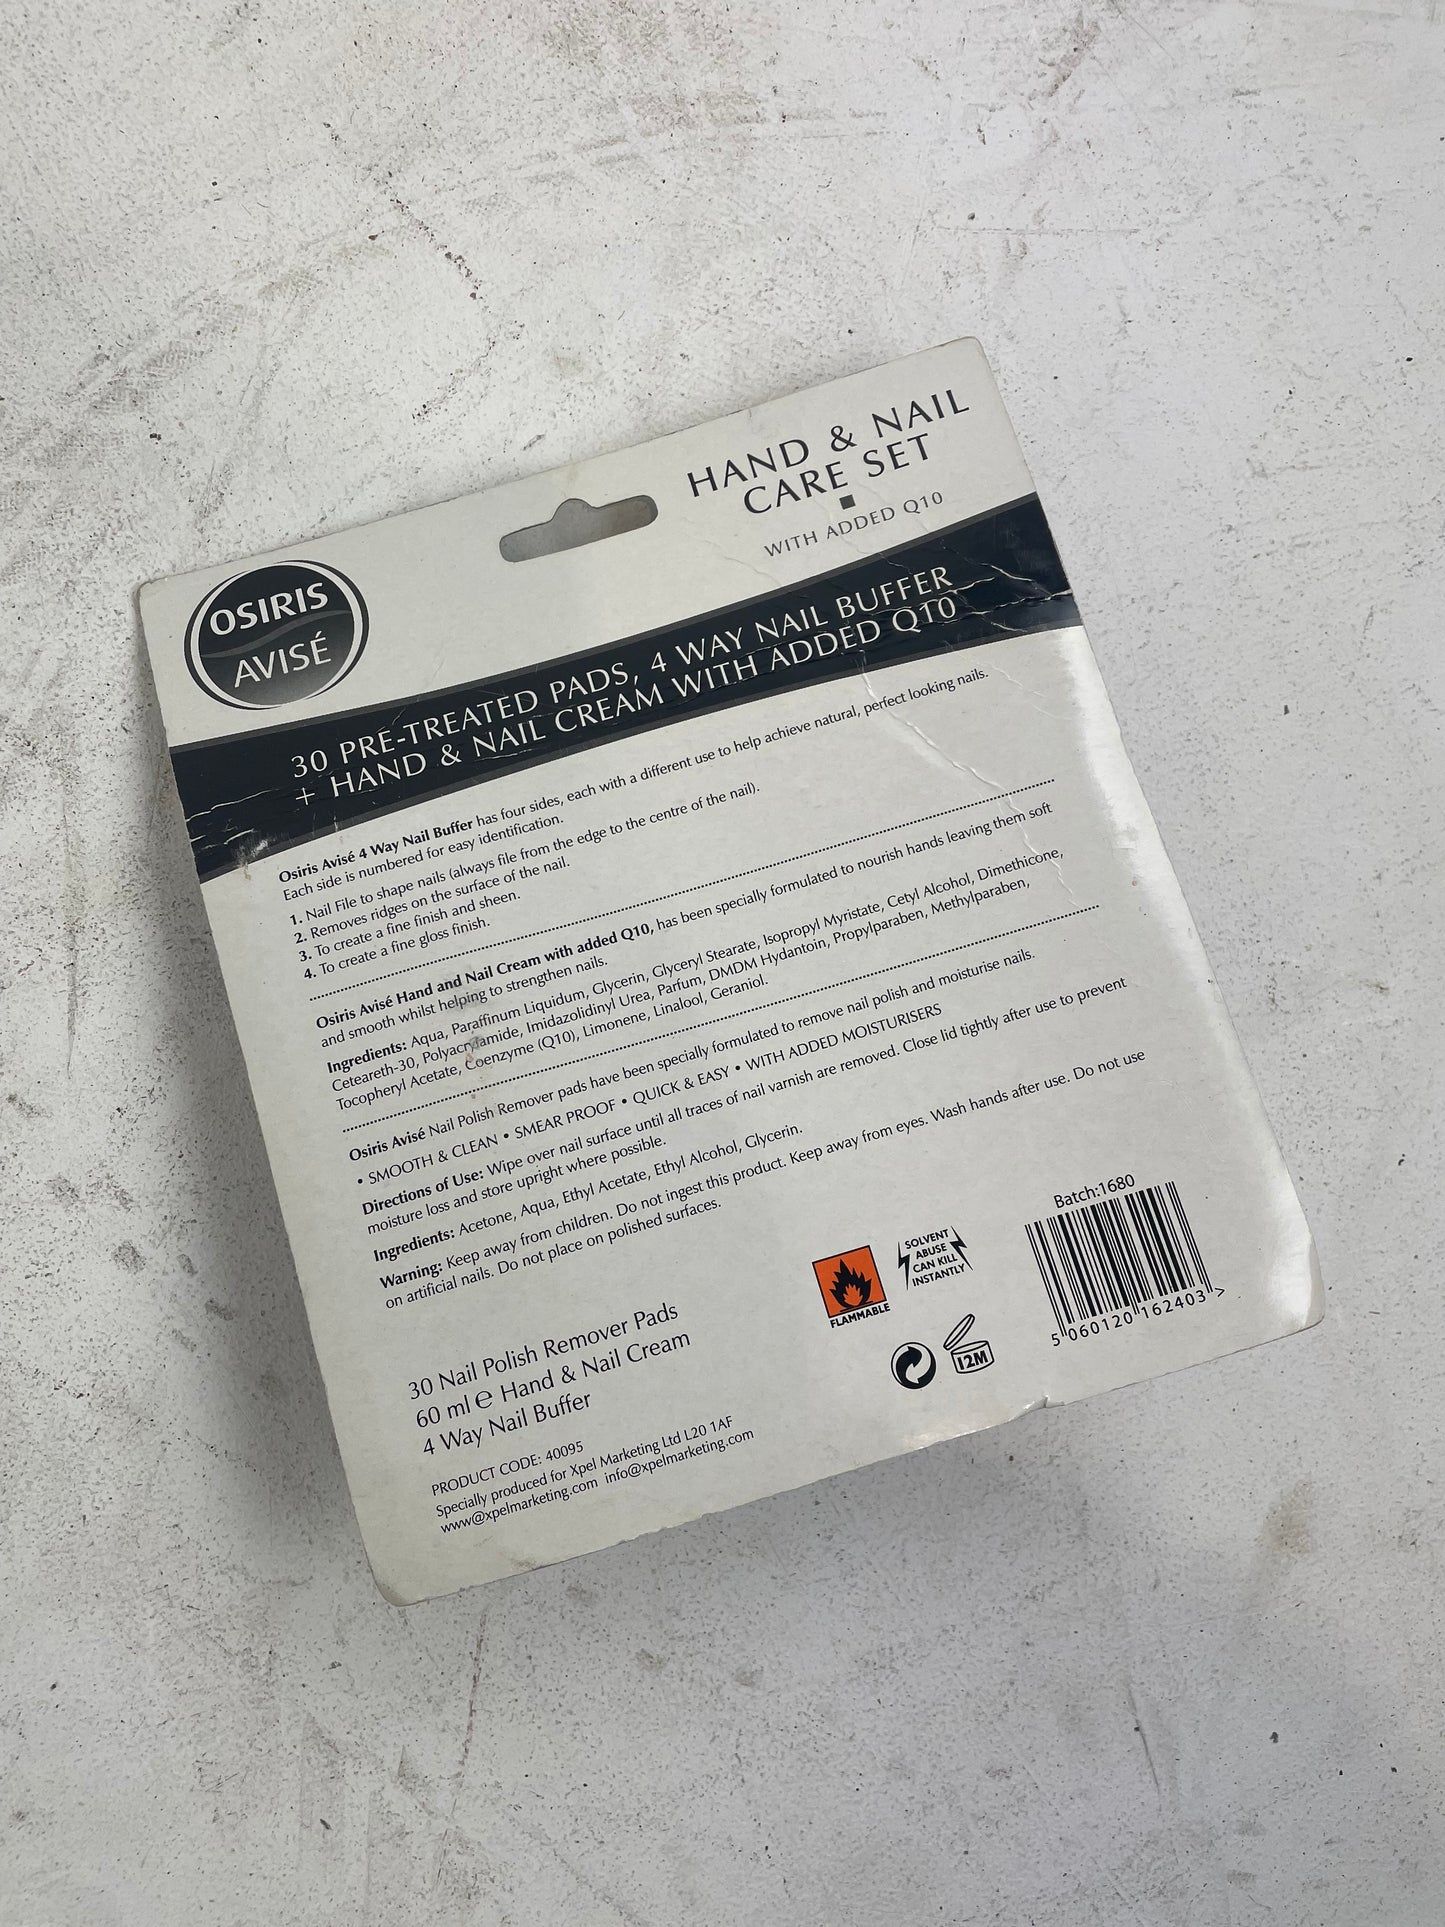 HAND & NAIL
CARE SET
WITH ADDED Q10
OSIRIS
AVISÉ
30 PRE-TREATED PADS, 4 WAY NAIL BUFFER
+ HAND & NAIL CREAM WITH ADDED Q10
Osiris Avisé 4 Way Nail Buffer has four sides, each with a different use to help achieve natural, perfect looking nails.
Each side is numbered for easy identification.
1. Nail File to shape nails (always file from the edge to the centre of the nail).
2. Removes ridges on the surface of the nail.
3. To create a fine finish and sheen.
4. To create a fine gloss finish.
Osiris Avisé Hand and Nail Cream with added Q10, has been specially formulated to nourish hands leaving them soft
and smooth whilst helping to strengthen nails.
Ingredients: Aqua, Paraffinum Liquidum, Glycerin, Glyceryl Stearate, Isopropyl Myristate, Cetyl Alcohol, Dimethicone,
Ceteareth-30, Polyacrylamide, Imidazolidinyl Urea, Parfum, DMDM Hydantoin, Propylparaben, Methylparaben,
Tocopheryl Acetate, Coenzyme (Q10), Limonene, Linalool, Geraniol.
Osiris Avisé Nail Polish Remover pads have been specially formulated to remove nail polish and moisturise nails.
• SMOOTH & CLEAN • SMEAR PROOF • QUICK & EASY • WITH ADDED MOISTURISERS
Directions of Use: Wipe over nail surface until all traces of nail varnish are removed. Close lid tightly after use to prevent
moisture loss and store upright where possible.
Ingredients: Acetone, Aqua, Ethyl Acetate, Ethyl Alcohol, Glycerin.
Warning: Keep away from children. Do not ingest this product. Keep away from eyes. Wash hands after use. Do not use
on artificial nails. Do not place on polished surfaces.
30 Nail Polish Remover Pads
60 ml ℮ Hand & Nail Cream
4 Way Nail Buffer
PRODUCT CODE: 40095
Specially produced for Xpel Marketing Ltd L20 1AF
www@xpelmarketing.com info@xpelmarketing.com
FLAMMABLE
SOLVENT
ABUSE
CAN KILL
INSTANTLY
12M
Batch:1680
5 060120 162403 >